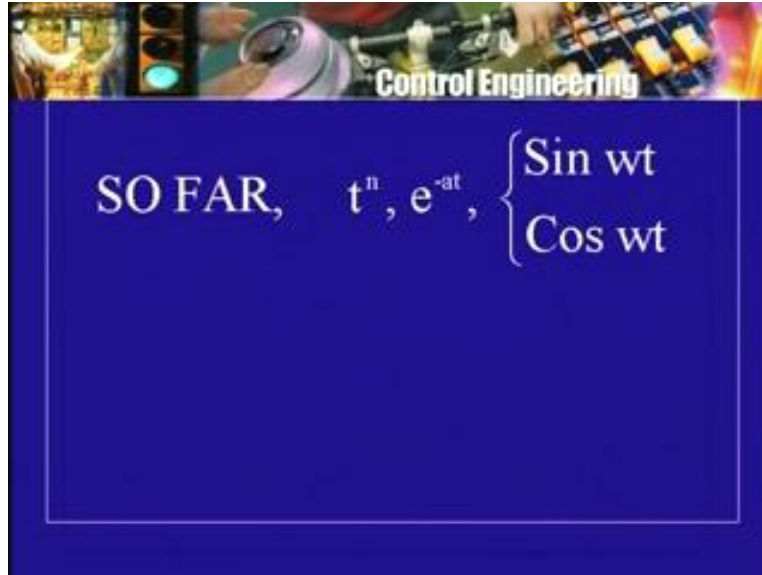 Control Engineering
SO FAR, tⁿ, e⁻ᵃᵗ, { Sin wt
Cos wt